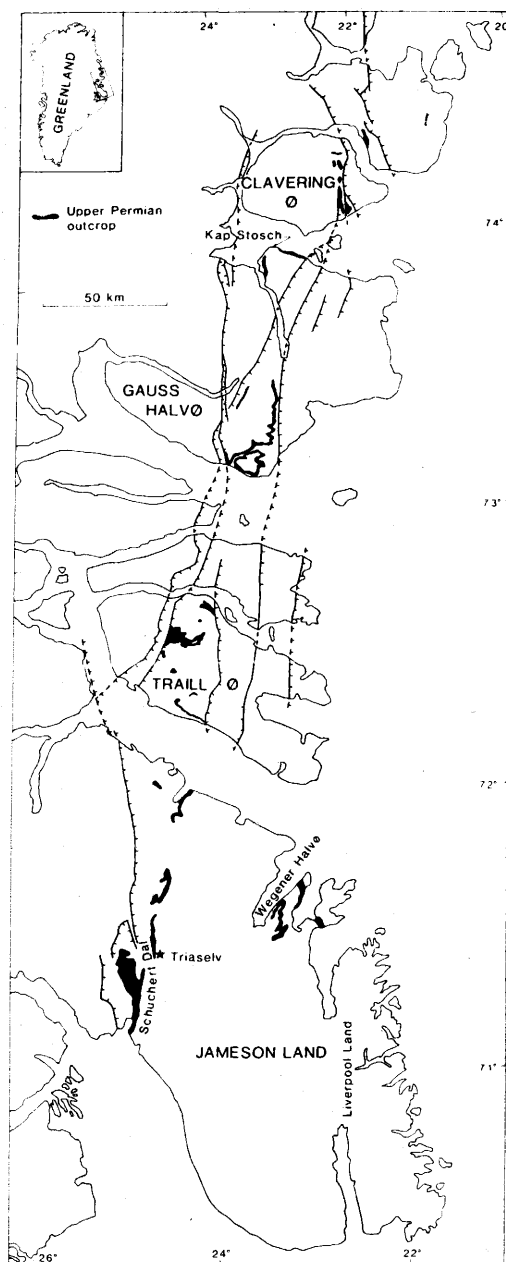 24°
22°
20
GREENLAND
CLAVERING
Ø
Upper Permian
outcrop
74°
Kap Stosch
50 km
GAUSS
HALVØ
73°
TRAILL Ø
72°
Wegener Halvø
Triaselv
Schuchert Dal
JAMESON LAND
Liverpool Land
71°
26°
24°
22°